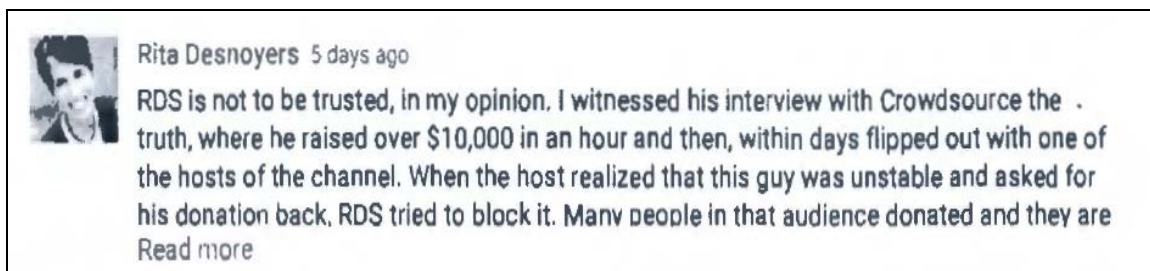 Rita Desnoyers 5 days ago
RDS is not to be trusted, in my opinion. I witnessed his interview with Crowdsource the .
truth, where he raised over $10,000 in an hour and then, within days flipped out with one of
the hosts of the channel. When the host realized that this guy was unstable and asked for
his donation back, RDS tried to block it. Many people in that audience donated and they are
Read more